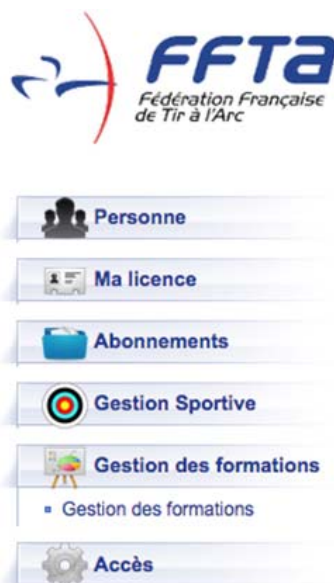 FFTA
Fédération Française
de Tir à l'Arc
Personne
Ma licence
Abonnements
Gestion Sportive
Gestion des formations
Gestion des formations
Accès